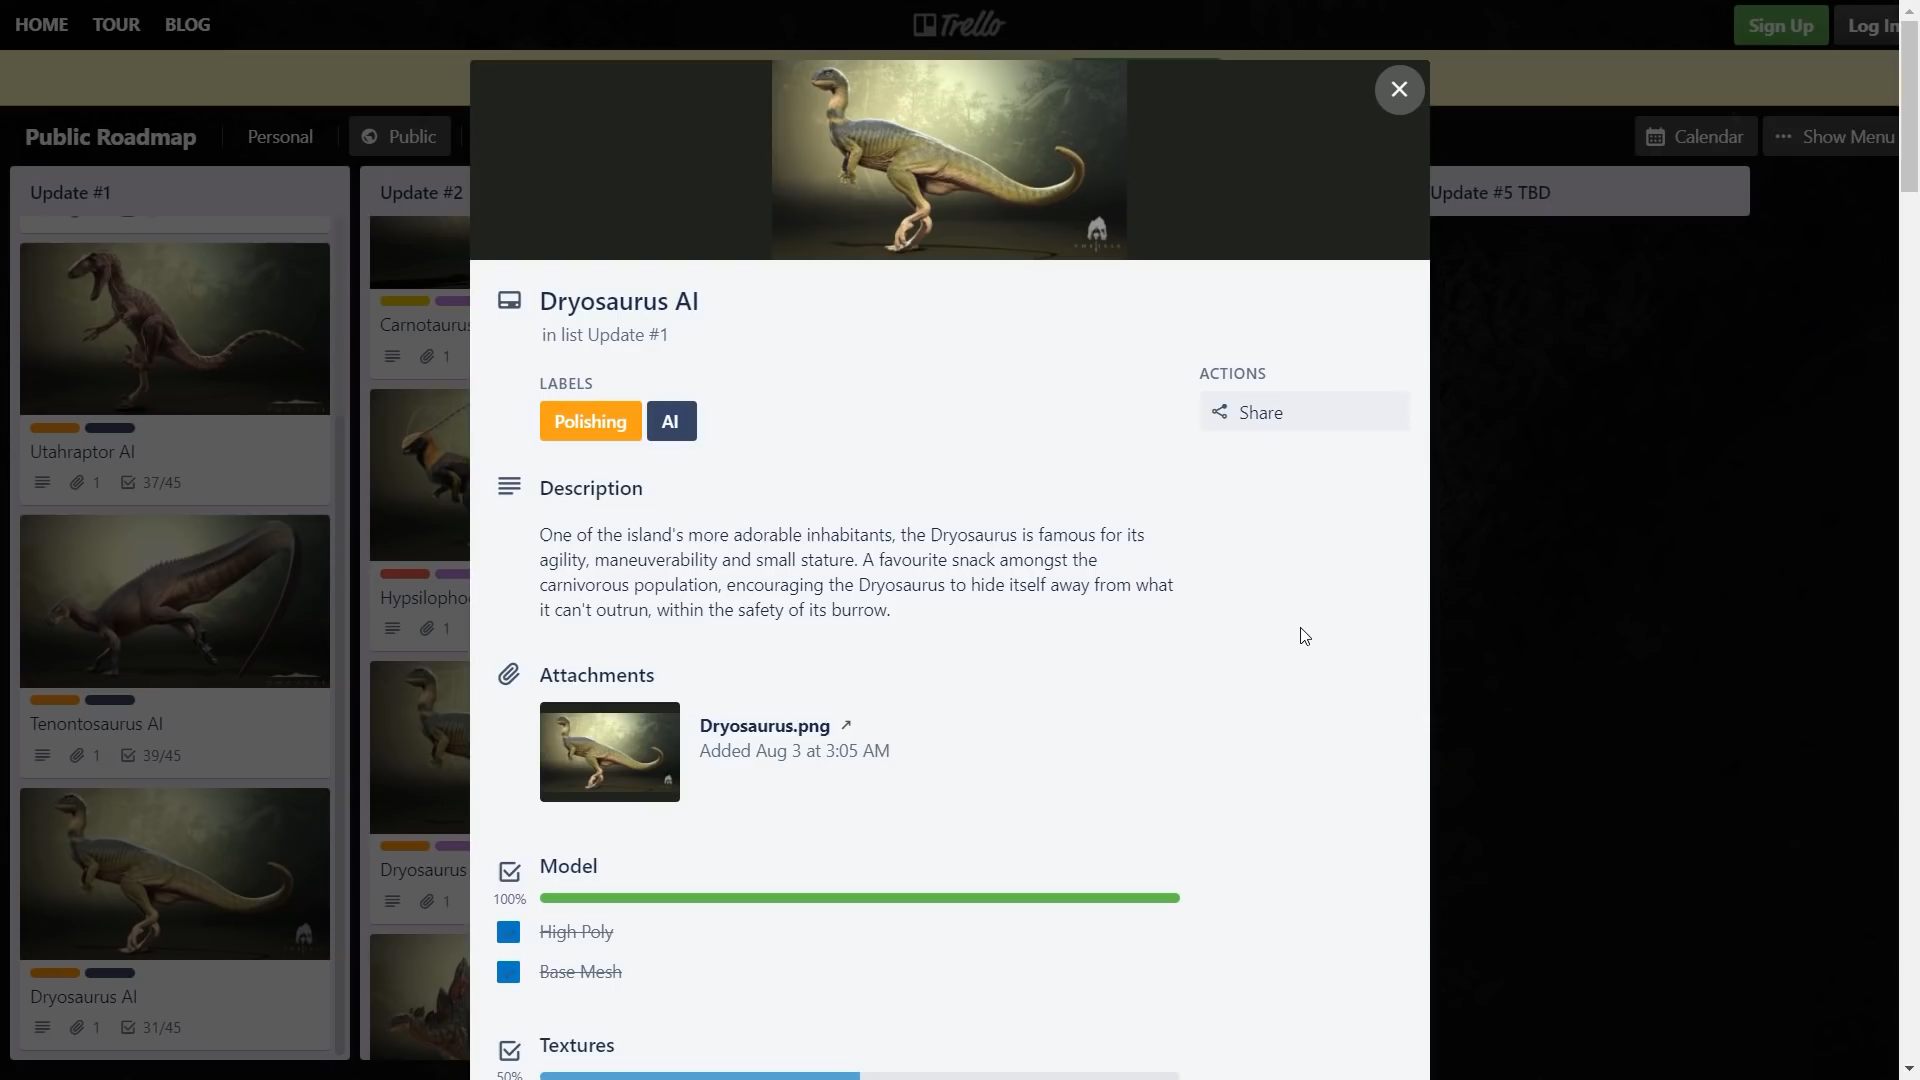 HOME TOUR BLOG
Trello
Sign Up Log In
Public Roadmap Personal Public
Calendar ··· Show Menu
Update #1
Utahraptor AI
1 37/45
Tenontosaurus AI
1 39/45
Dryosaurus AI
1 31/45
Update #2
Carnotaurus
1
Hypsilopho
1
Dryosaurus
1
Dryosaurus AI
in list Update #1
LABELS
Polishing AI
Description
One of the island's more adorable inhabitants, the Dryosaurus is famous for its
agility, maneuverability and small stature. A favourite snack amongst the
carnivorous population, encouraging the Dryosaurus to hide itself away from what
it can't outrun, within the safety of its burrow.
Attachments
Dryosaurus.png ↗
Added Aug 3 at 3:05 AM
Model
100%
High Poly
Base Mesh
Textures
50%
ACTIONS
Share
Update #5 TBD